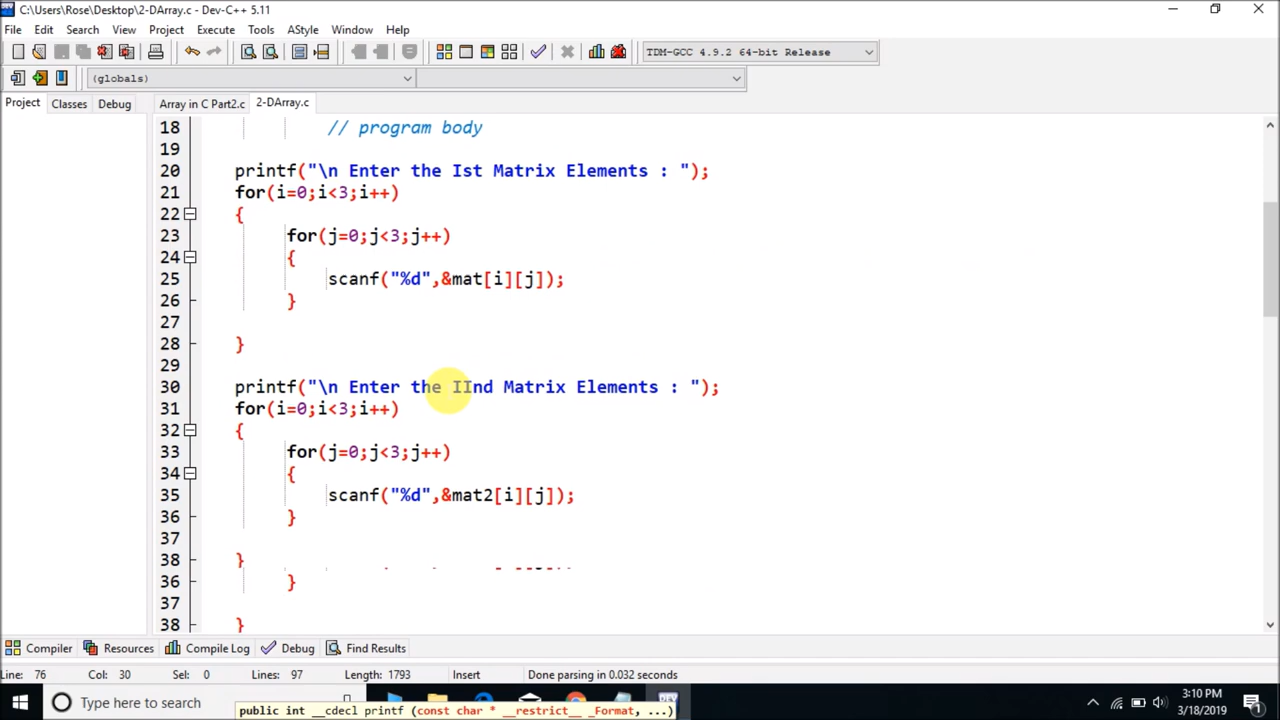 C:\Users\Rose\Desktop\2-DArray.c - Dev-C++ 5.11
File Edit Search View Project Execute Tools AStyle Window Help
TDM-GCC 4.9.2 64-bit Release
(globals)
Project Classes Debug Array in C Part2.c 2-DArray.c
18 // program body
19
20 printf("\n Enter the Ist Matrix Elements : ");
21 for(i=0;i<3;i++)
22 {
23 for(j=0;j<3;j++)
24 {
25 scanf("%d",&mat[i][j]);
26 }
27
28 }
29
30 printf("\n Enter the IInd Matrix Elements : ");
31 for(i=0;i<3;i++)
32 {
33 for(j=0;j<3;j++)
34 {
35 scanf("%d",&mat2[i][j]);
36 }
37
38 }
36 }
37
38 }
Compiler Resources Compile Log Debug Find Results
Line: 76 Col: 30 Sel: 0 Lines: 97 Length: 1793 Insert Done parsing in 0.032 seconds
Type here to search
public int __cdecl printf (const char * __restrict__ _Format, ...)
3:10 PM
3/18/2019
1